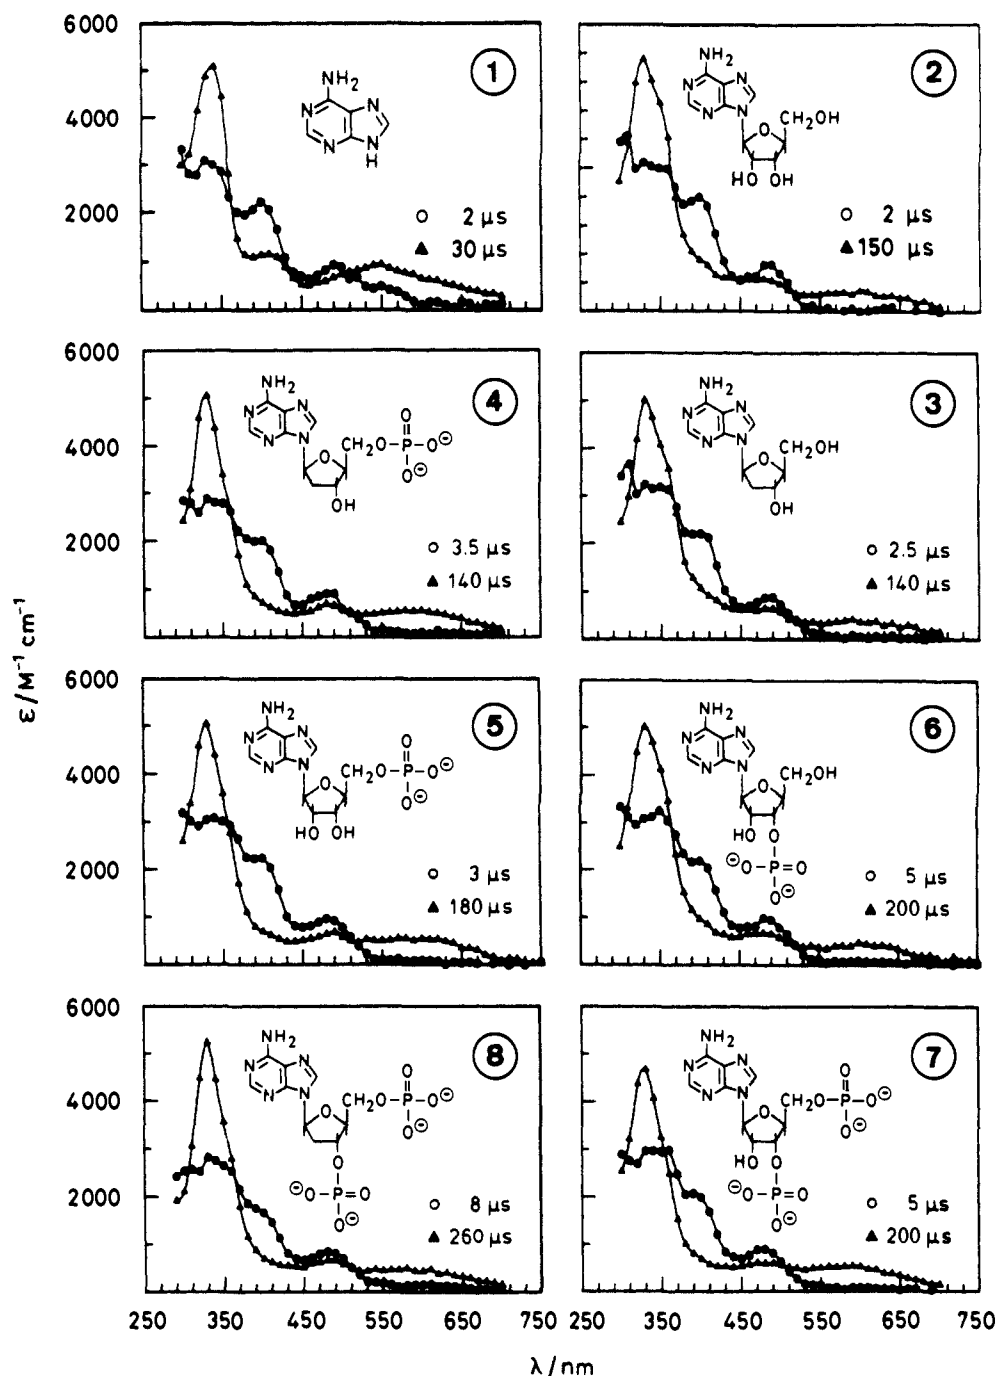 6000
4000
2000
1
NH2
N
N
N
N
H
○ 2 μs
▲ 30 μs
2
NH2
N
N
N
N
O
CH2OH
HO OH
○ 2 μs
▲ 150 μs
6000
4000
2000
4
NH2
N
N
N
N
O
CH2O-P-O⊖
O
O⊖
OH
○ 3.5 μs
▲ 140 μs
3
NH2
N
N
N
N
O
CH2OH
OH
○ 2.5 μs
▲ 140 μs
ε/M⁻¹ cm⁻¹
6000
4000
2000
5
NH2
N
N
N
N
O
CH2O-P-O⊖
O
O⊖
HO OH
○ 3 μs
▲ 180 μs
6
NH2
N
N
N
N
O
CH2OH
HO O
⊖O-P=O
O⊖
○ 5 μs
▲ 200 μs
6000
4000
2000
8
NH2
N
N
N
N
O
CH2O-P-O⊖
O
O⊖
O
⊖O-P=O
O⊖
○ 8 μs
▲ 260 μs
7
NH2
N
N
N
N
O
CH2O-P-O⊖
O
O⊖
HO O
⊖O-P=O
O⊖
○ 5 μs
▲ 200 μs
250 350 450 550 650 250 350 450 550 650 750
λ/nm